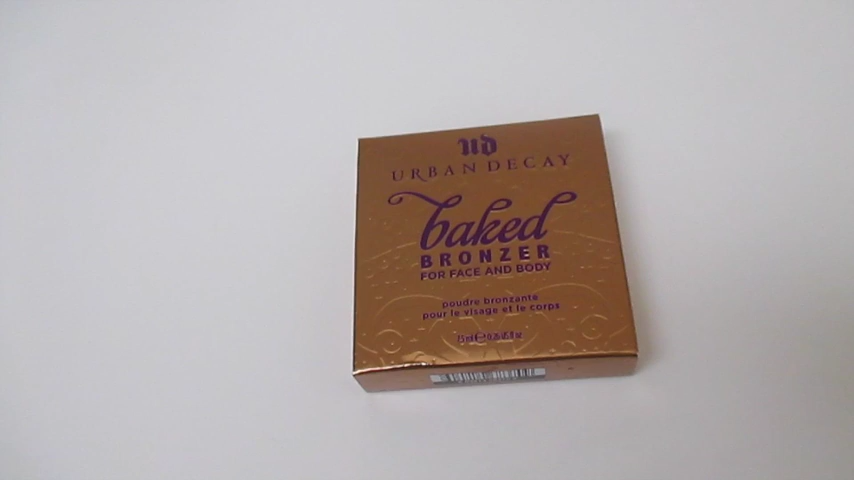 UD
URBAN DECAY
baked
BRONZER
FOR FACE AND BODY
poudre bronzante
pour le visage et le corps